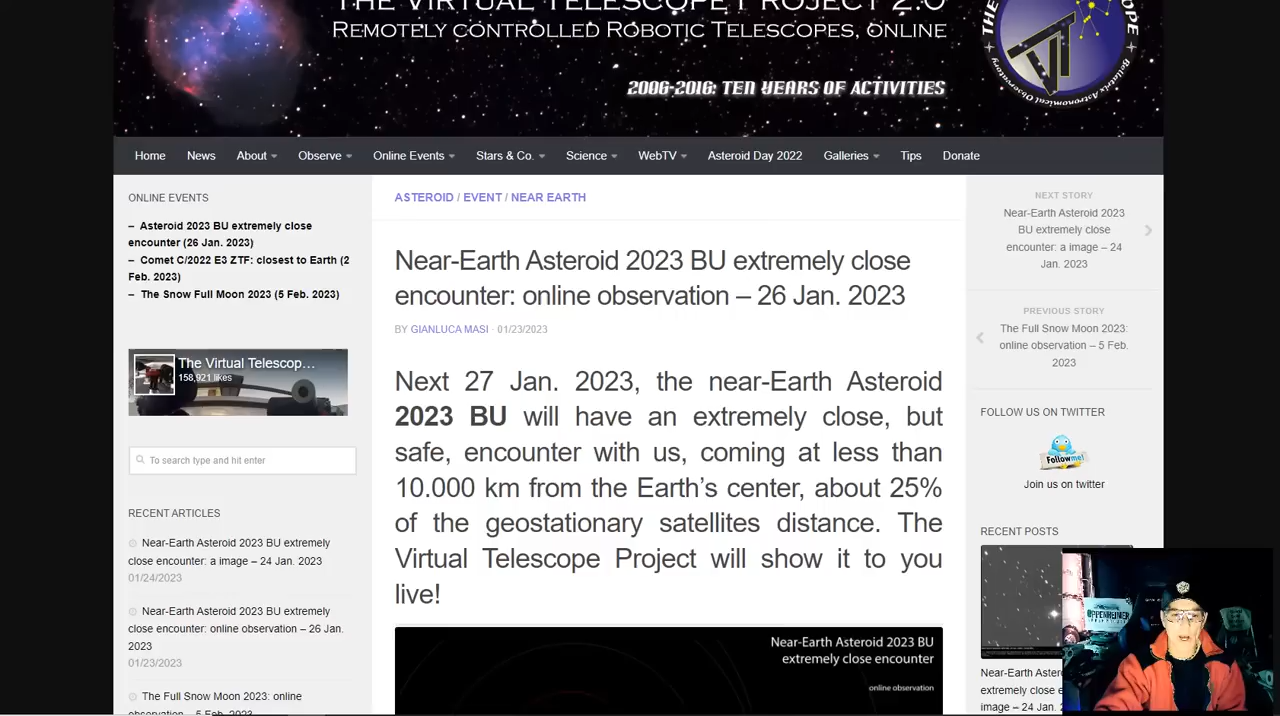 THE VIRTUAL TELESCOPE PROJECT 2.0
REMOTELY CONTROLLED ROBOTIC TELESCOPES, ONLINE
2006-2016: TEN YEARS OF ACTIVITIES
Bellatrix Astronomical Observatory
Home
News
About
Observe
Online Events
Stars & Co.
Science
WebTV
Asteroid Day 2022
Galleries
Tips
Donate
ONLINE EVENTS
– Asteroid 2023 BU extremely close
encounter (26 Jan. 2023)
– Comet C/2022 E3 ZTF: closest to Earth (2
Feb. 2023)
– The Snow Full Moon 2023 (5 Feb. 2023)
The Virtual Telescop...
158,921 likes
To search type and hit enter
RECENT ARTICLES
Near-Earth Asteroid 2023 BU extremely
close encounter: a image – 24 Jan. 2023
01/24/2023
Near-Earth Asteroid 2023 BU extremely
close encounter: online observation – 26 Jan.
2023
01/23/2023
The Full Snow Moon 2023: online
observation – 5 Feb. 2023
ASTEROID / EVENT / NEAR EARTH
Near-Earth Asteroid 2023 BU extremely close
encounter: online observation – 26 Jan. 2023
BY GIANLUCA MASI · 01/23/2023
Next 27 Jan. 2023, the near-Earth Asteroid
2023 BU will have an extremely close, but
safe, encounter with us, coming at less than
10.000 km from the Earth’s center, about 25%
of the geostationary satellites distance. The
Virtual Telescope Project will show it to you
live!
Near-Earth Asteroid 2023 BU
extremely close encounter
online observation
NEXT STORY
Near-Earth Asteroid 2023
BU extremely close
encounter: a image – 24
Jan. 2023
PREVIOUS STORY
The Full Snow Moon 2023:
online observation – 5 Feb.
2023
FOLLOW US ON TWITTER
Followme!
Join us on twitter
RECENT POSTS
Near-Earth Aster
extremely close e
image – 24 Jan. 2
OPPENHEIMER